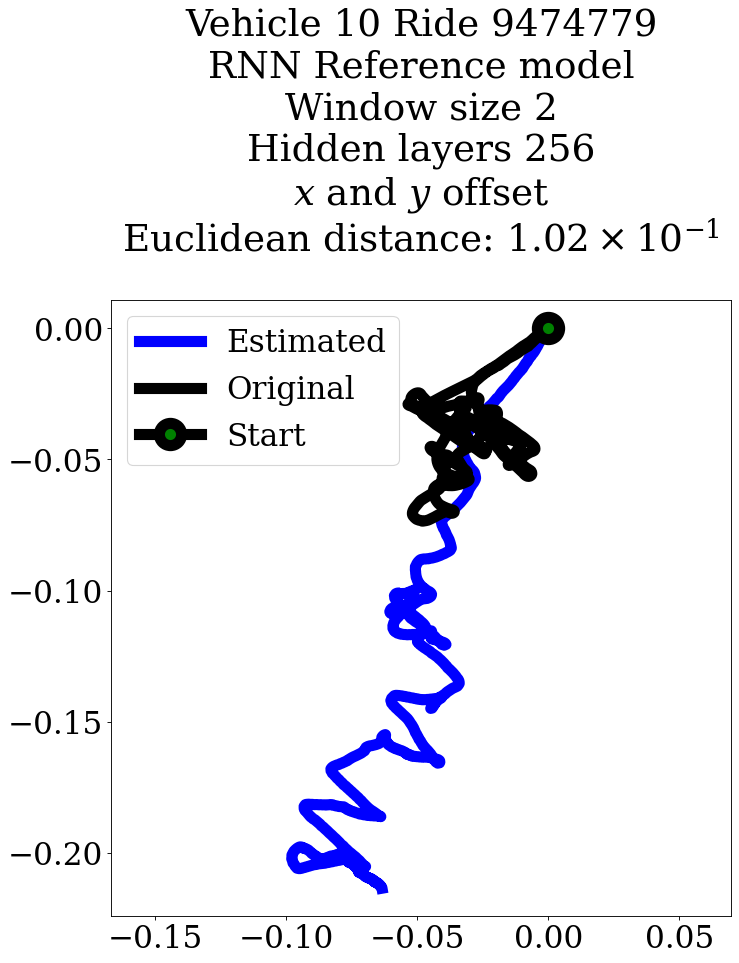 Vehicle 10 Ride 9474779
RNN Reference model
Window size 2
Hidden layers 256
x and y offset
Euclidean distance: 1.02 × 10⁻¹
Estimated
Original
Start
0.00
−0.05
−0.10
−0.15
−0.20
−0.15 −0.10 −0.05 0.00 0.05